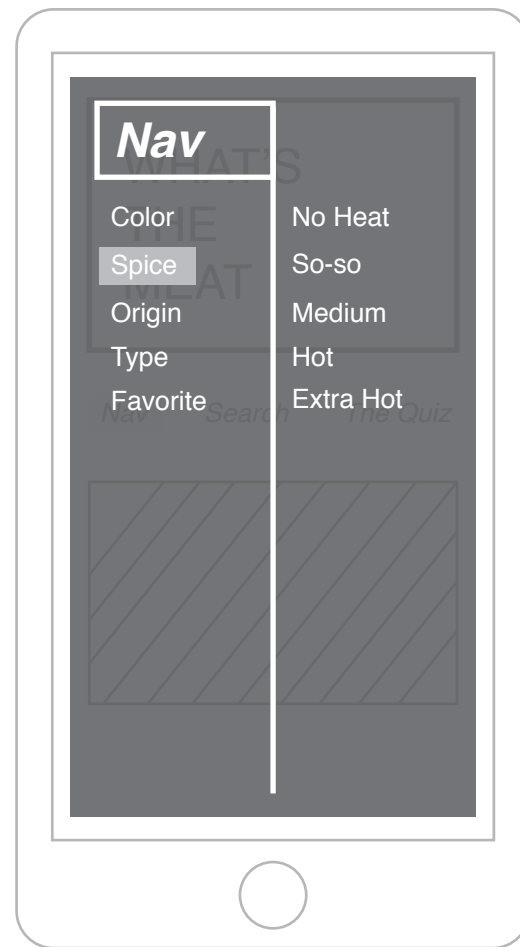 Nav
WHAT'S
THE
MEAT
Color
Spice
Origin
Type
Favorite
No Heat
So-so
Medium
Hot
Extra Hot
Nav Search The Quiz